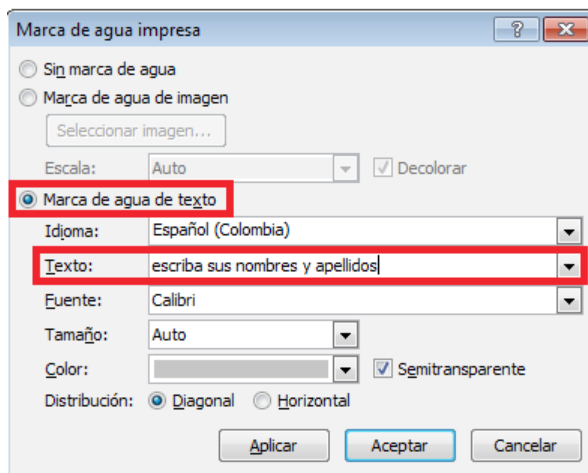 Marca de agua impresa
Sin marca de agua
Marca de agua de imagen
Seleccionar imagen...
Escala: Auto Decolorar
Marca de agua de texto
Idioma: Español (Colombia)
Texto: escriba sus nombres y apellidos
Fuente: Calibri
Tamaño: Auto
Color: Semitransparente
Distribución: Diagonal Horizontal
Aplicar Aceptar Cancelar